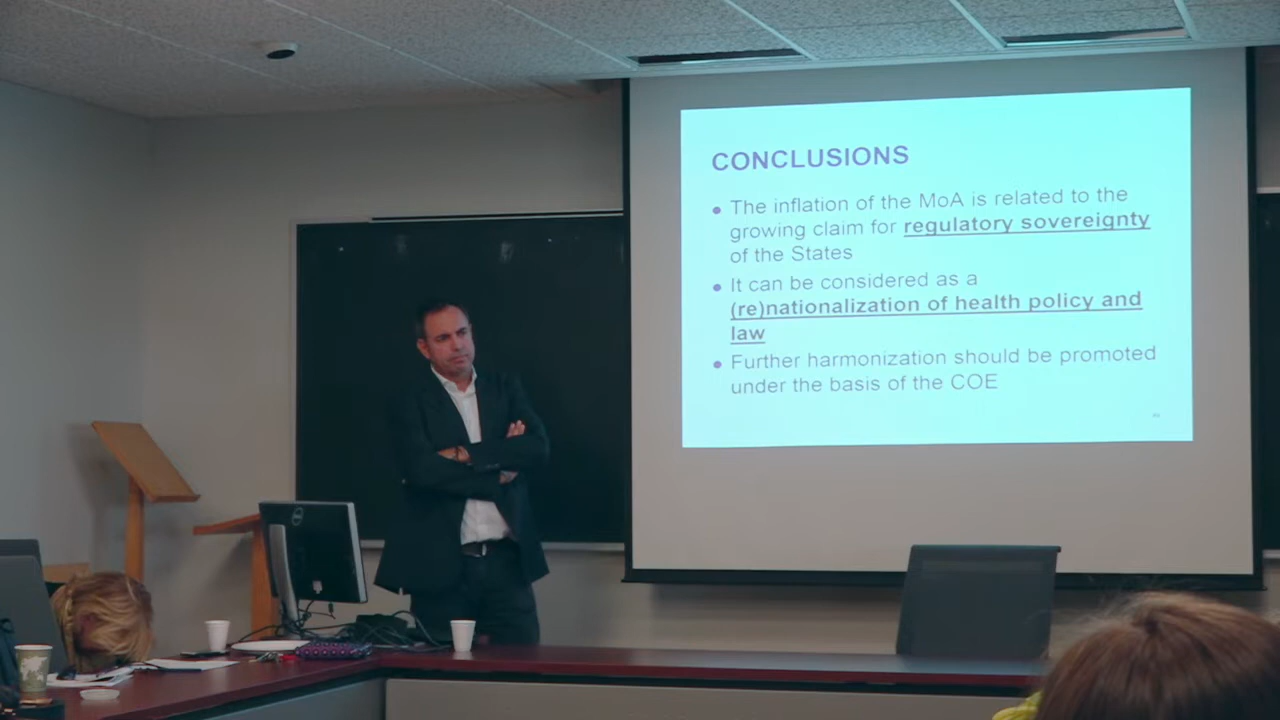 CONCLUSIONS
• The inflation of the MoA is related to the
growing claim for regulatory sovereignty
of the States
• It can be considered as a
(re)nationalization of health policy and
law
• Further harmonization should be promoted
under the basis of the COE
DELL